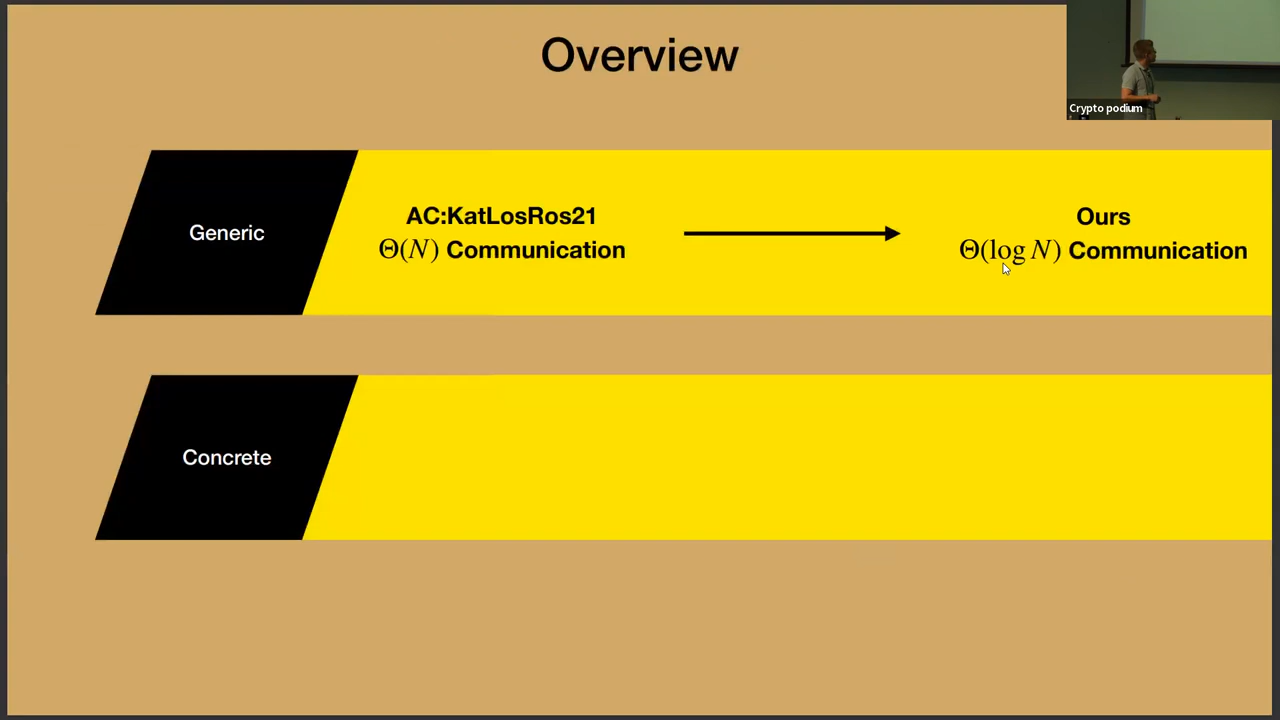 Overview
Crypto podium
Generic
AC:KatLosRos21
Θ(N) Communication
Ours
Θ(log N) Communication
Concrete